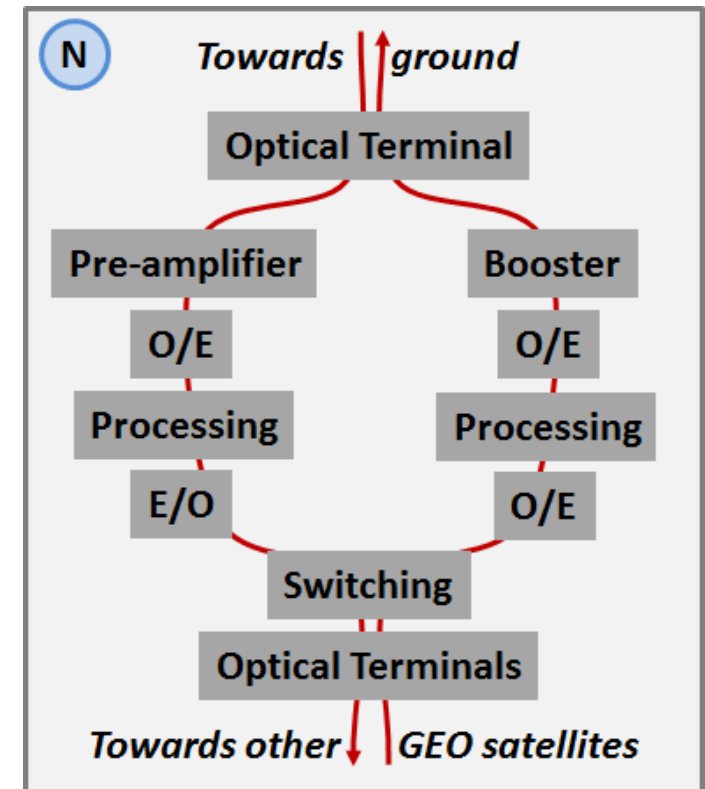 N
Towards ground
Optical Terminal
Pre-amplifier Booster
O/E O/E
Processing Processing
E/O O/E
Switching
Optical Terminals
Towards other GEO satellites